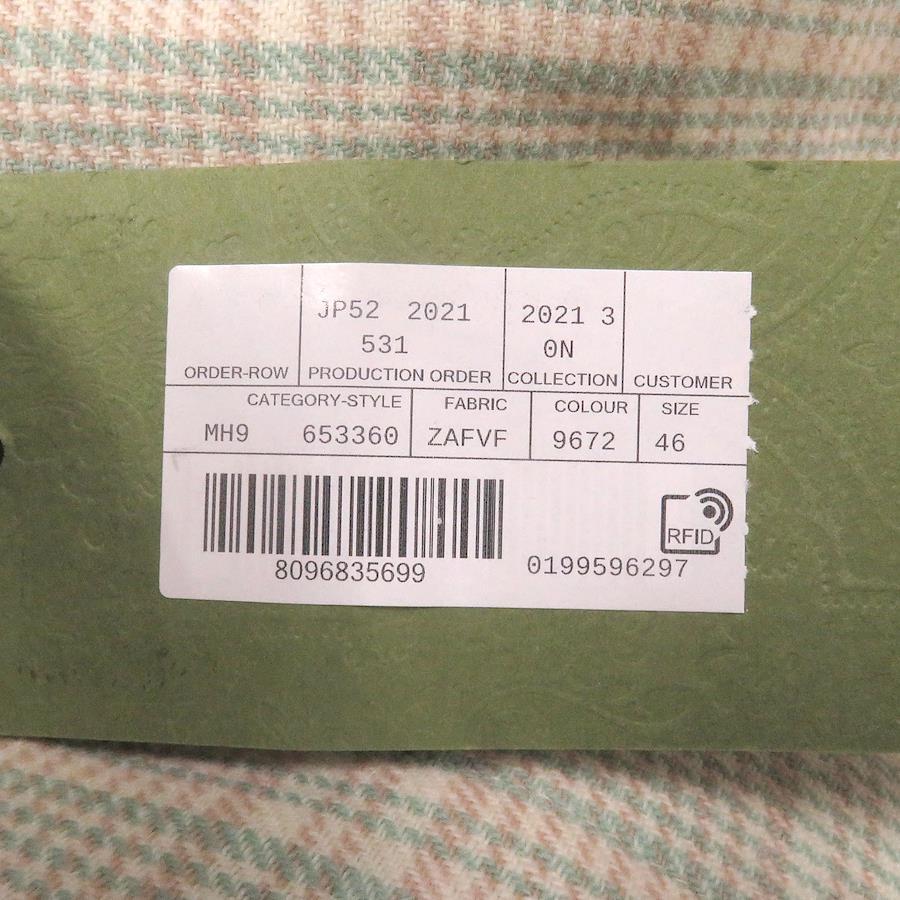 JP52 2021 2021 3
531 0N
ORDER-ROW PRODUCTION ORDER COLLECTION CUSTOMER
CATEGORY-STYLE FABRIC COLOUR SIZE
MH9 653360 ZAFVF 9672 46
8096835699 0199596297
RFID